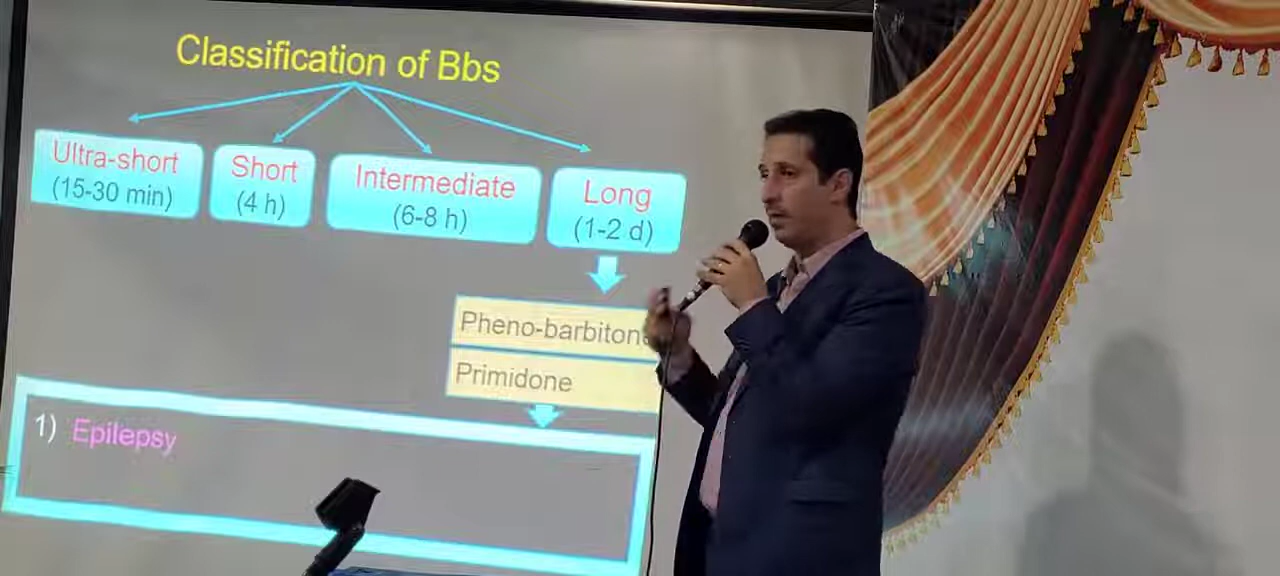 Classification of Bbs
Ultra-short
(15-30 min)
Short
(4 h)
Intermediate
(6-8 h)
Long
(1-2 d)
Pheno-barbiton
Primidone
1) Epilepsy